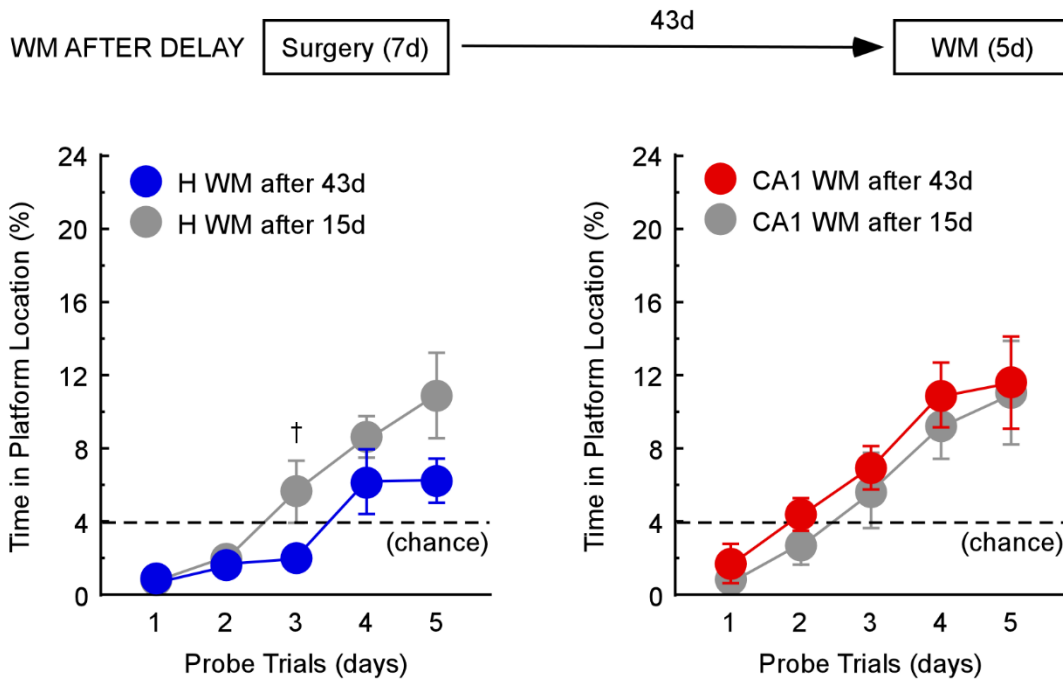 43d
WM AFTER DELAY Surgery (7d) WM (5d)
Time in Platform Location (%)
24
20
16
12
8
4
0
H WM after 43d
H WM after 15d
†
(chance)
1 2 3 4 5
Probe Trials (days)
Time in Platform Location (%)
24
20
16
12
8
4
0
CA1 WM after 43d
CA1 WM after 15d
(chance)
1 2 3 4 5
Probe Trials (days)